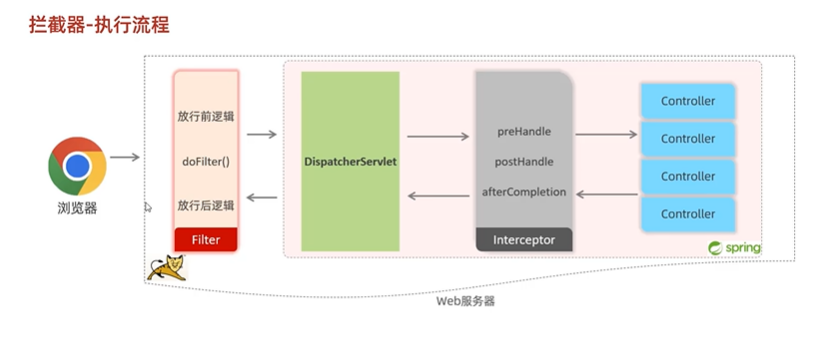 拦截器-执行流程
放行前逻辑
doFilter()
放行后逻辑
Filter
DispatcherServlet
preHandle
postHandle
afterCompletion
Interceptor
Controller
Controller
Controller
Controller
spring
浏览器
Web服务器